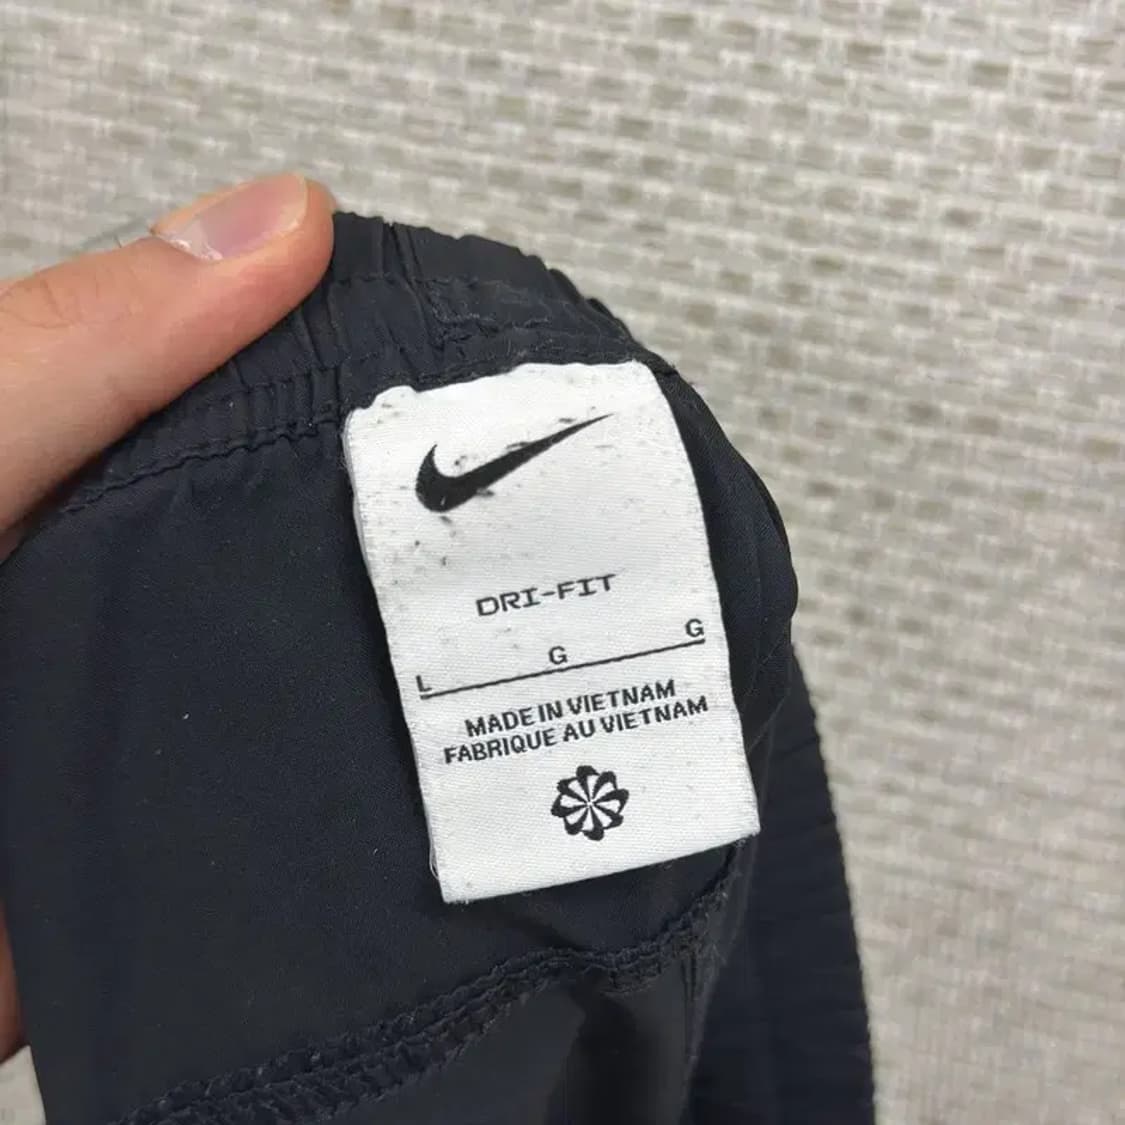 DRI-FIT
L G G
MADE IN VIETNAM
FABRIQUE AU VIETNAM